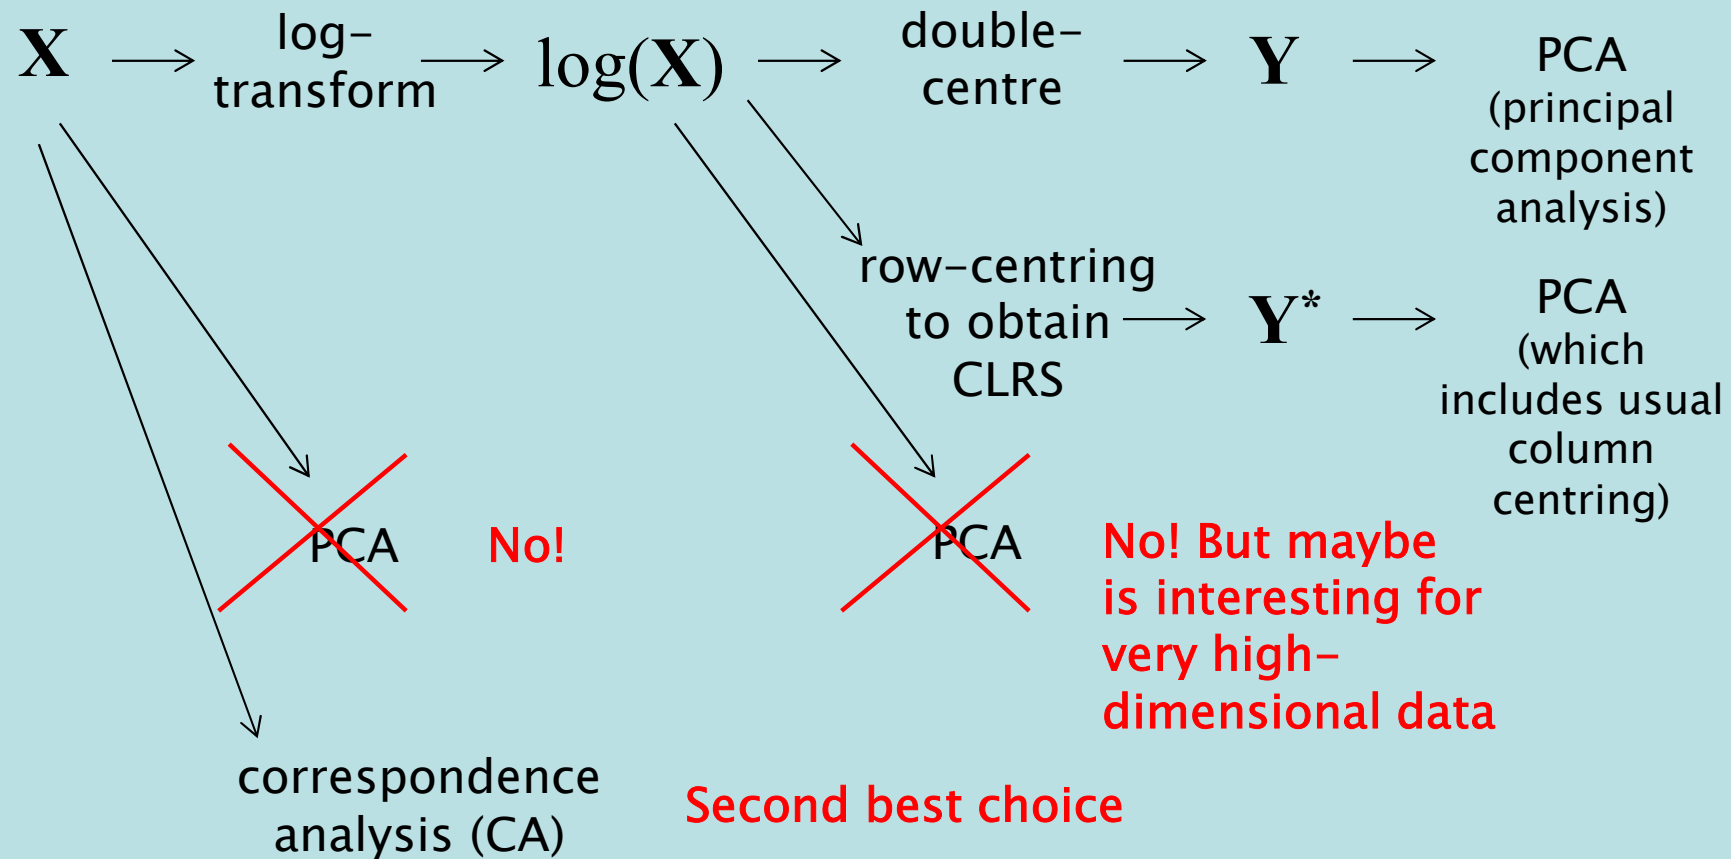 X
log-
transform
log(X)
double-
centre
Y
PCA
(principal
component
analysis)
row-centring
to obtain
CLRS
Y*
PCA
(which
includes usual
column
centring)
PCA
No!
PCA
No! But maybe
is interesting for
very high-
dimensional data
correspondence
analysis (CA)
Second best choice